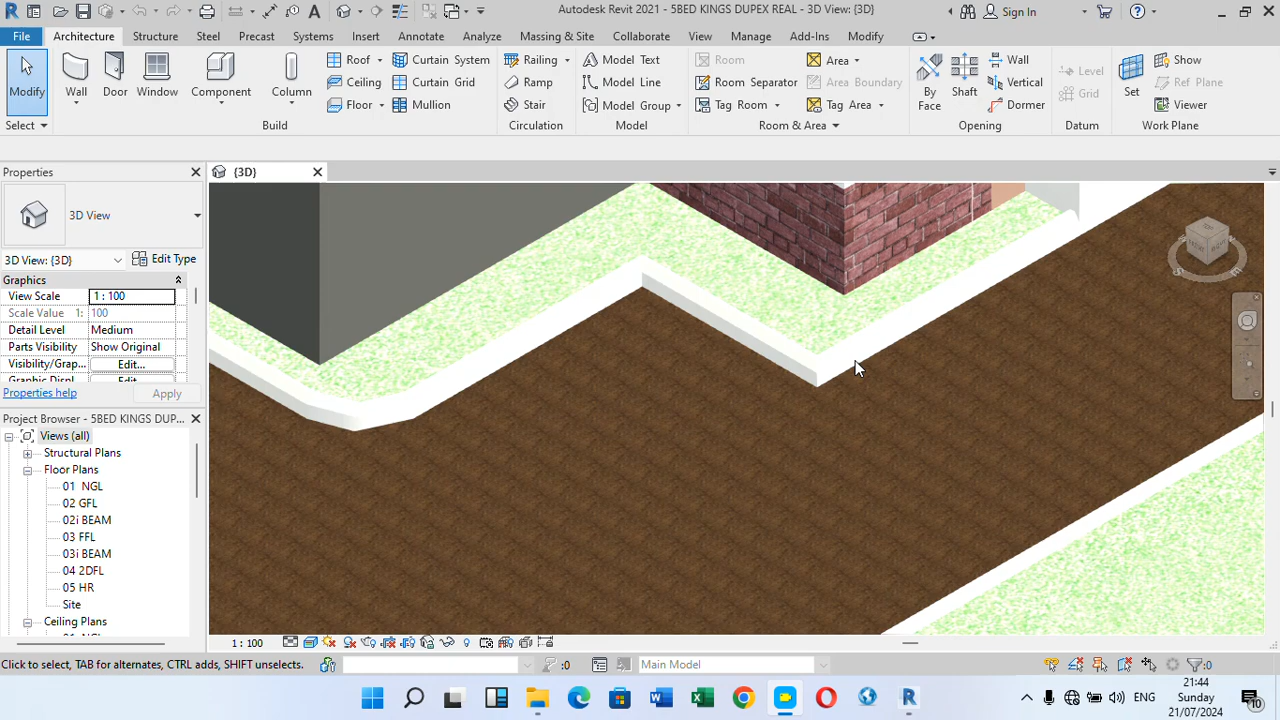 Autodesk Revit 2021 - 5BED KINGS DUPEX REAL - 3D View: {3D}
Sign In
File Architecture Structure Steel Precast Systems Insert Annotate Analyze Massing & Site Collaborate View Manage Add-Ins Modify
Modify Wall Door Window Component Column
Roof Curtain System Railing Model Text Room Area
Ceiling Curtain Grid Ramp Model Line Room Separator Area Boundary
Floor Mullion Stair Model Group Tag Room Tag Area
By Face Shaft Wall Vertical Dormer
Level Grid Set Show Ref Plane Viewer
Select Build Circulation Model Room & Area Opening Datum Work Plane
Properties
{3D}
3D View
3D View: {3D} Edit Type
Graphics
View Scale 1 : 100
Scale Value 1: 100
Detail Level Medium
Parts Visibility Show Original
Visibility/Grap... Edit...
Graphic Displ Edit
Properties help Apply
Project Browser - 5BED KINGS DUP...
Views (all)
Structural Plans
Floor Plans
01 NGL
02 GFL
02i BEAM
03 FFL
03i BEAM
04 2DFL
05 HR
Site
Ceiling Plans
01 NGL
1 : 100
Click to select, TAB for alternates, CTRL adds, SHIFT unselects.
:0
Main Model
:0
ENG
21:44
Sunday
21/07/2024
10